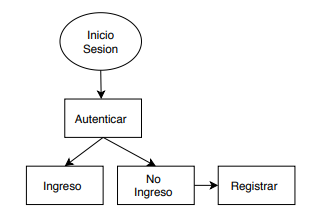 Inicio
Sesion
Autenticar
Ingreso
No
Ingreso
Registrar